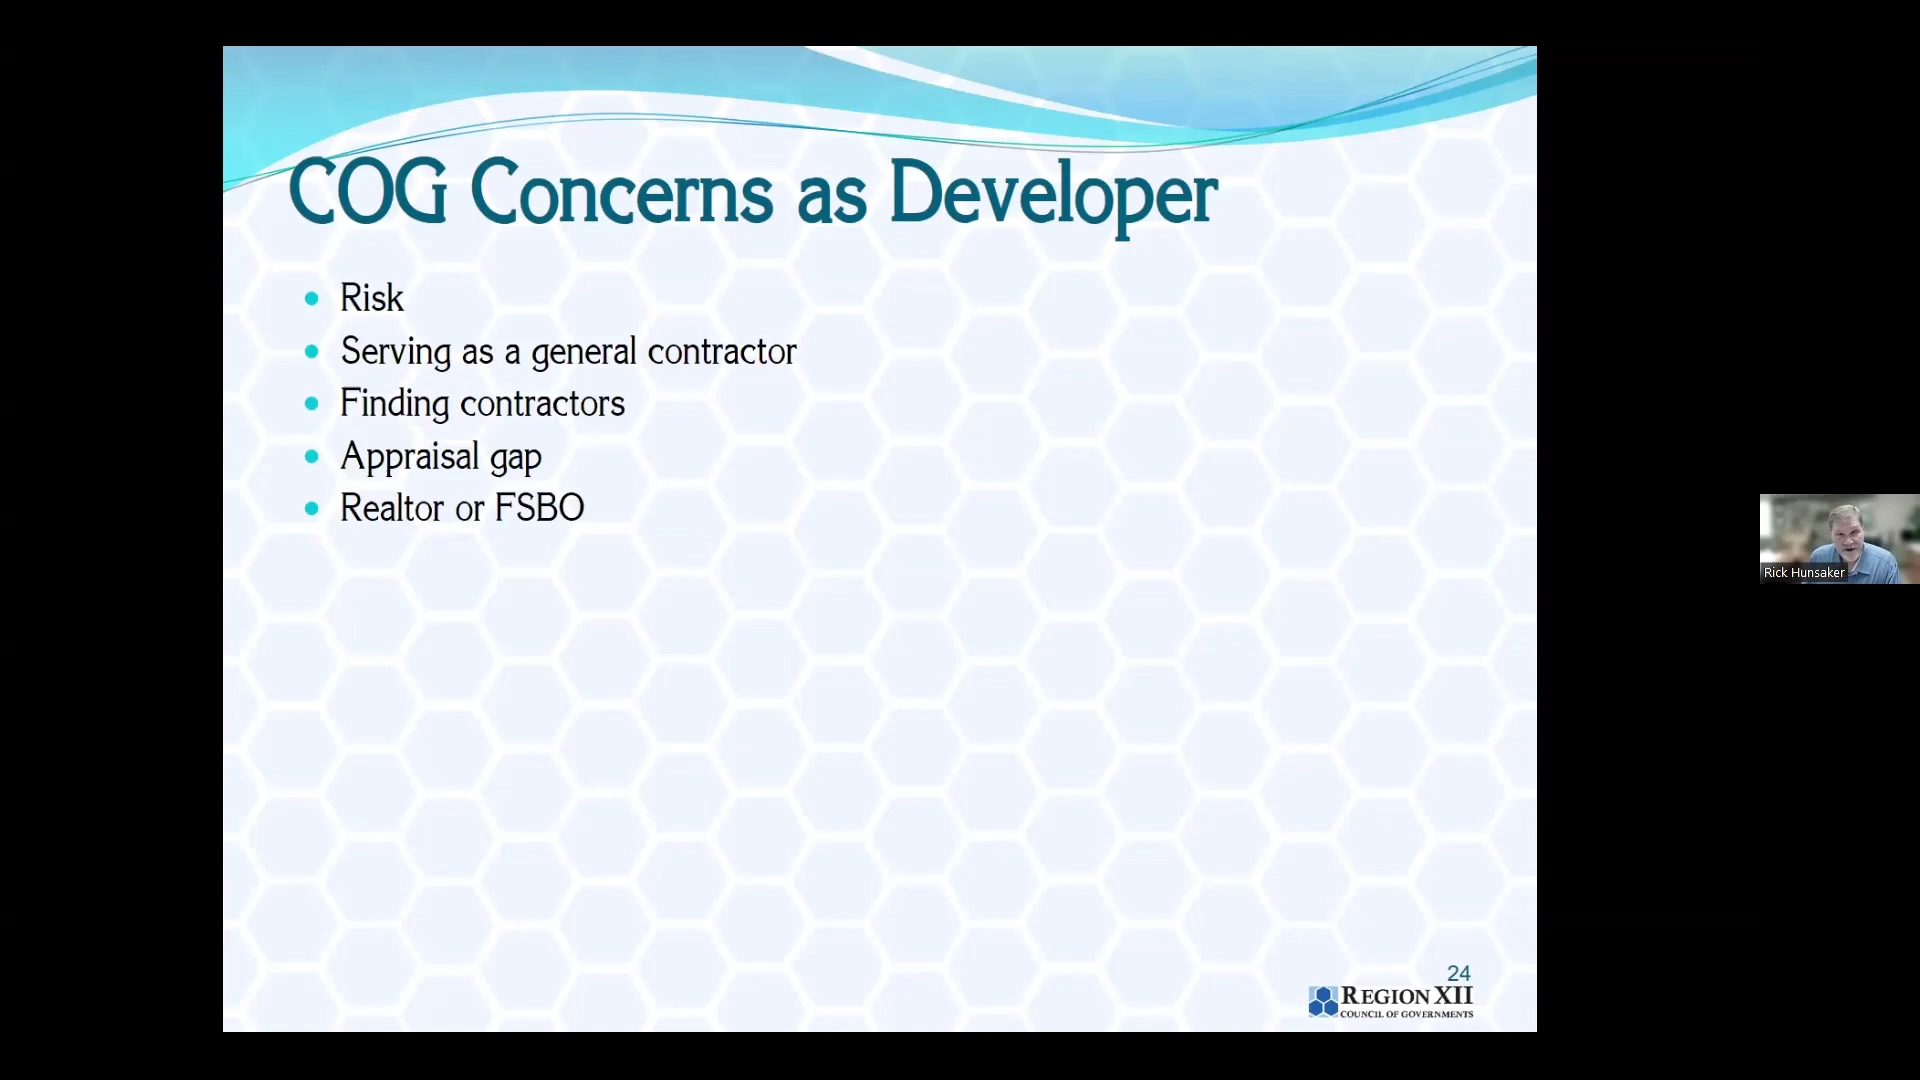 COG Concerns as Developer
Risk
Serving as a general contractor
Finding contractors
Appraisal gap
Realtor or FSBO
Rick Hunsaker
24
REGION XII
COUNCIL OF GOVERNMENTS